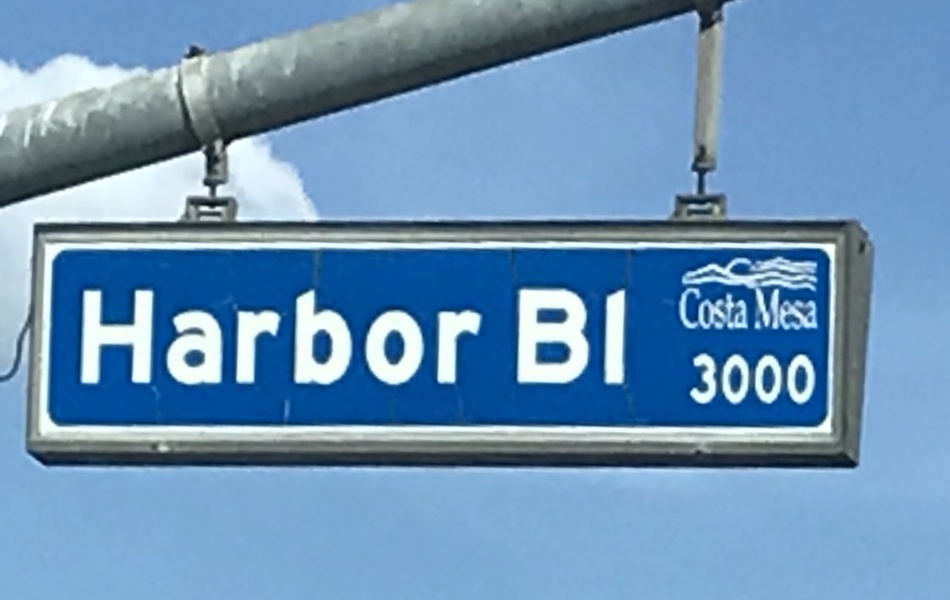 Harbor Bl
Costa Mesa
3000